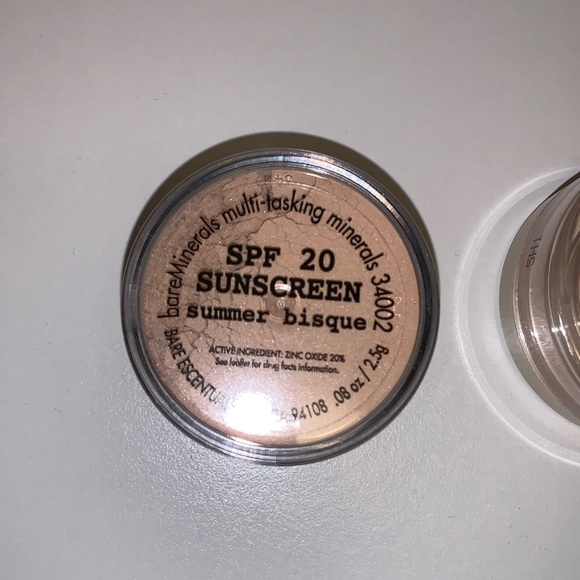 bareMinerals multi-tasking minerals 34002
SPF 20
SUNSCREEN
summer bisque
ACTIVE INGREDIENT: ZINC OXIDE 20%
See leaflet for drug facts information.
BARE 94108 .08 oz / 2.5g
SH1